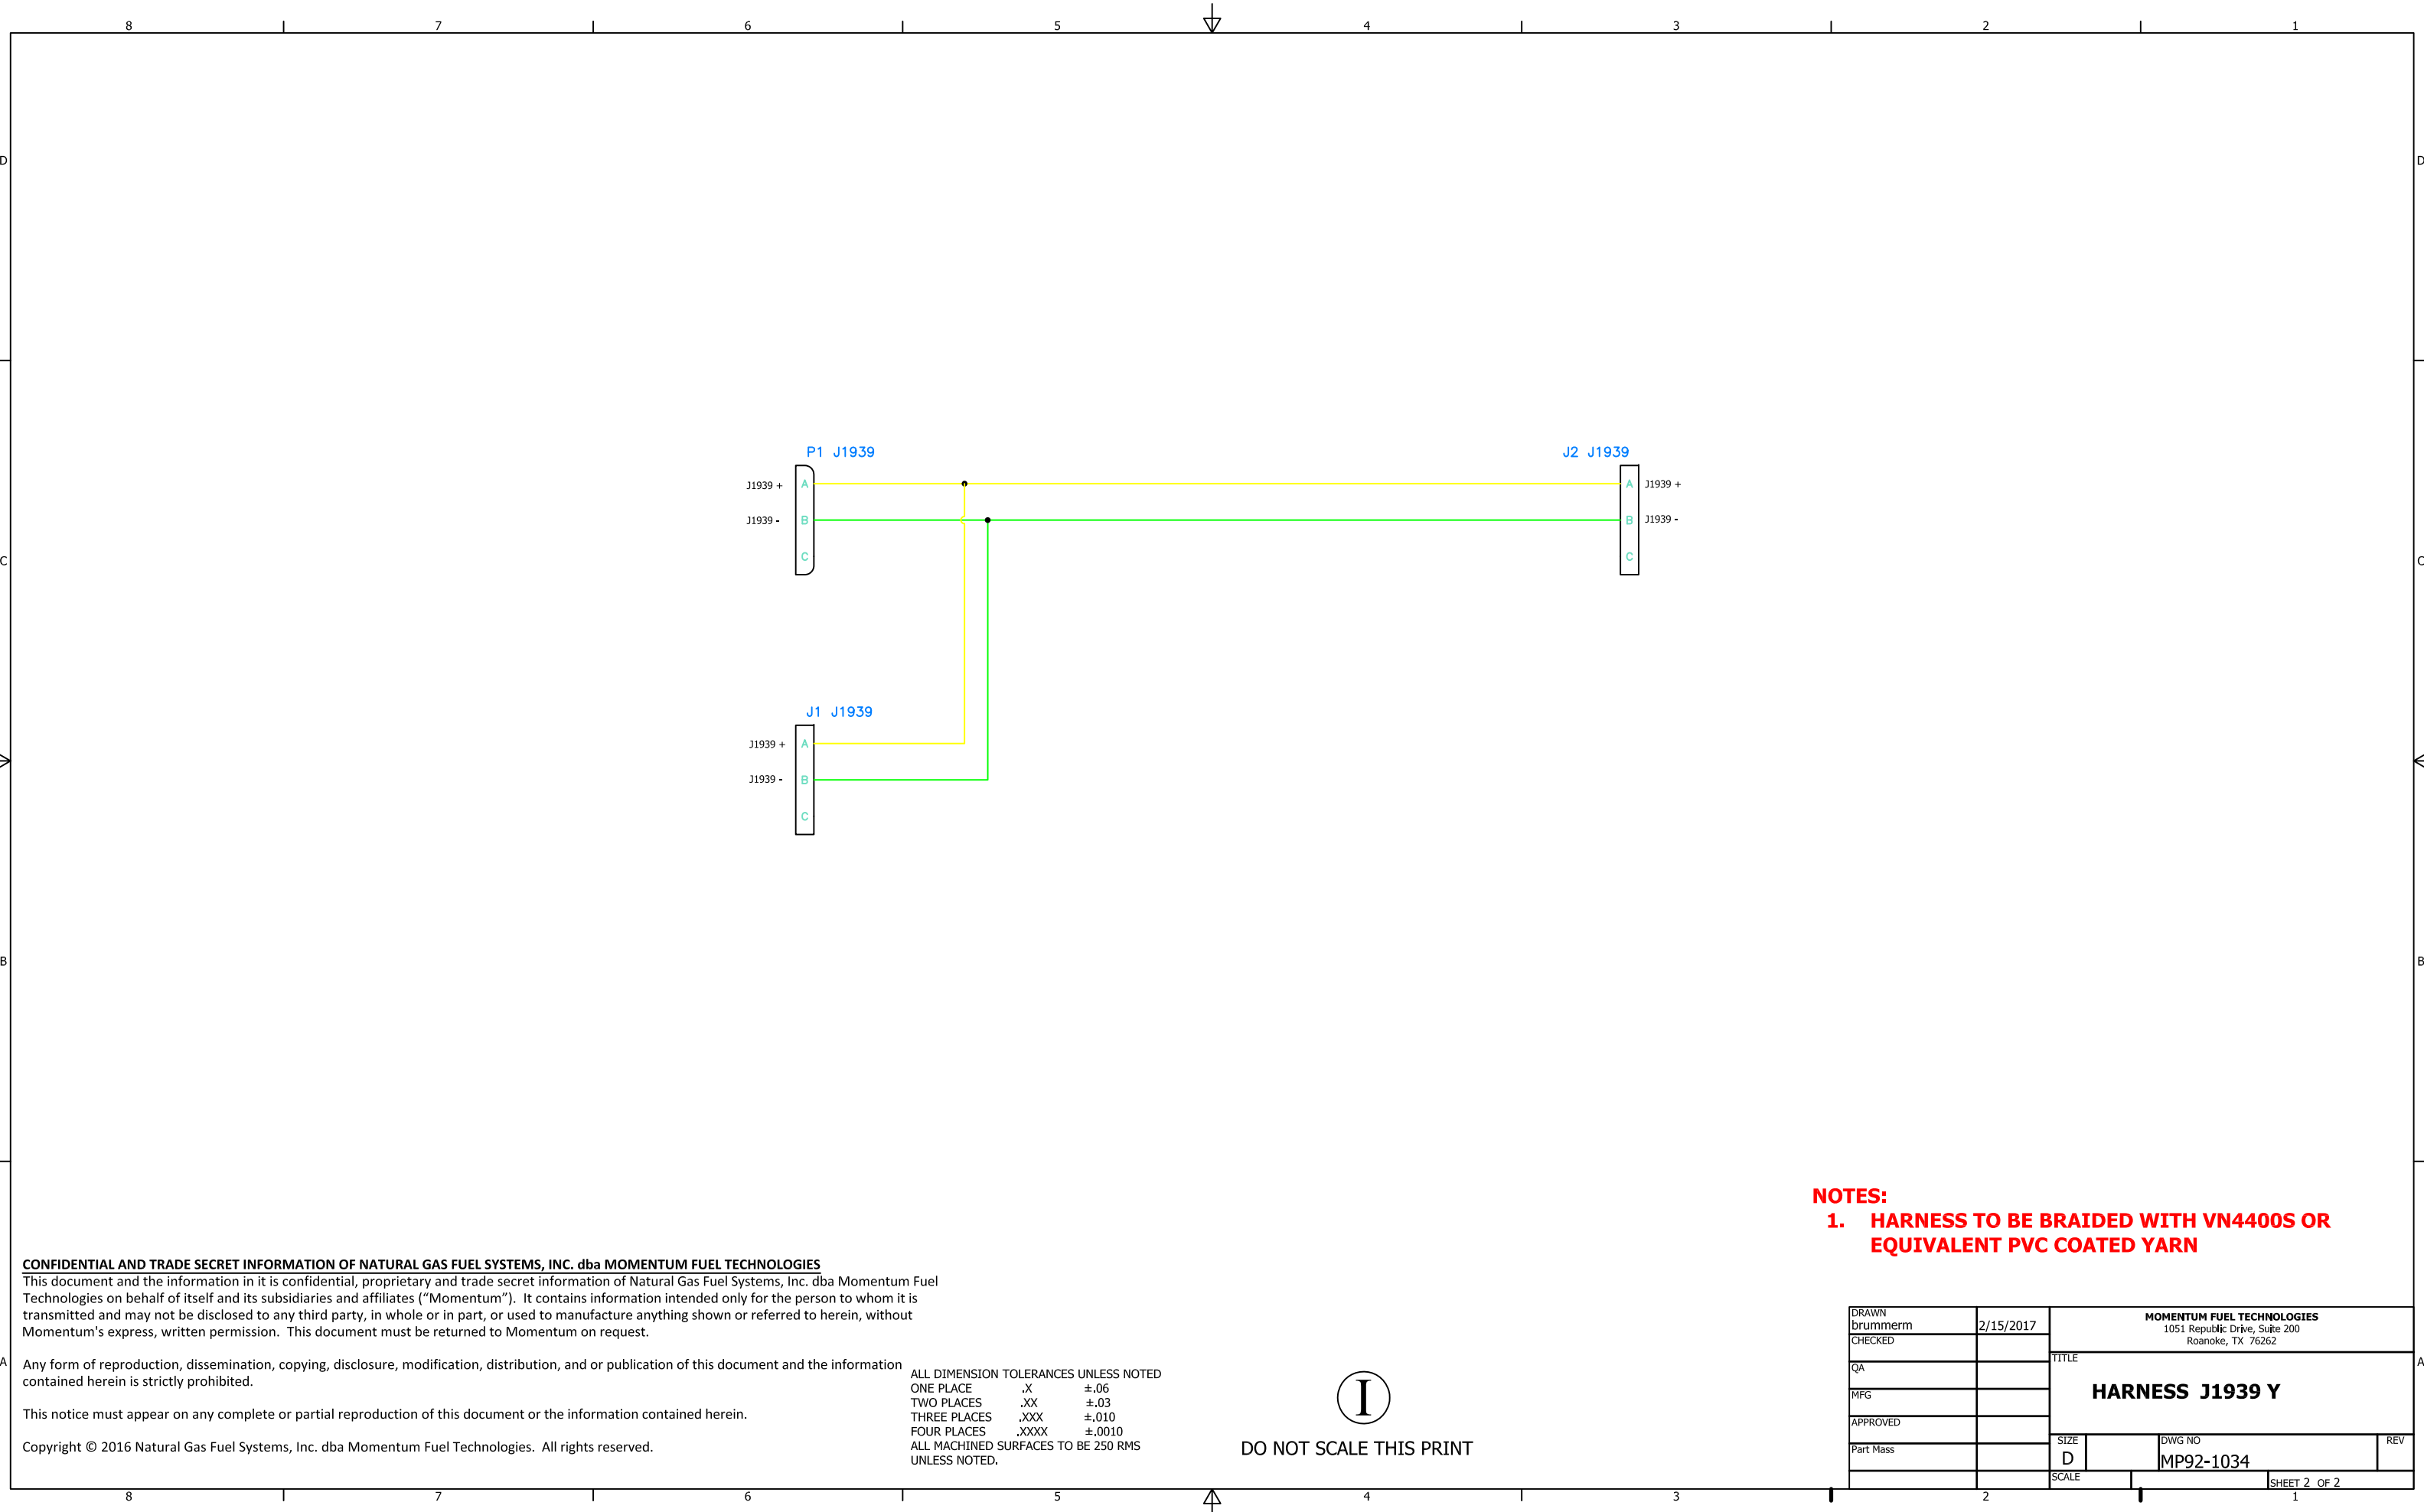 8 7 6 5 4 3 2 1
D D
P1 J1939
J2 J1939
J1939 + A
A J1939 +
J1939 - B
B J1939 -
C
C
C C
J1 J1939
J1939 + A
J1939 - B
C
B B
NOTES:
1. HARNESS TO BE BRAIDED WITH VN4400S OR
EQUIVALENT PVC COATED YARN
CONFIDENTIAL AND TRADE SECRET INFORMATION OF NATURAL GAS FUEL SYSTEMS, INC. dba MOMENTUM FUEL TECHNOLOGIES
This document and the information in it is confidential, proprietary and trade secret information of Natural Gas Fuel Systems, Inc. dba Momentum Fuel
Technologies on behalf of itself and its subsidiaries and affiliates (“Momentum”). It contains information intended only for the person to whom it is
transmitted and may not be disclosed to any third party, in whole or in part, or used to manufacture anything shown or referred to herein, without
Momentum's express, written permission. This document must be returned to Momentum on request.
A A
Any form of reproduction, dissemination, copying, disclosure, modification, distribution, and or publication of this document and the information
contained herein is strictly prohibited.
This notice must appear on any complete or partial reproduction of this document or the information contained herein.
Copyright © 2016 Natural Gas Fuel Systems, Inc. dba Momentum Fuel Technologies. All rights reserved.
ALL DIMENSION TOLERANCES UNLESS NOTED
ONE PLACE .X ±.06
TWO PLACES .XX ±.03
THREE PLACES .XXX ±.010
FOUR PLACES .XXXX ±.0010
ALL MACHINED SURFACES TO BE 250 RMS
UNLESS NOTED.
I
DO NOT SCALE THIS PRINT
DRAWN
brummerm 2/15/2017
CHECKED
QA
MFG
APPROVED
Part Mass
MOMENTUM FUEL TECHNOLOGIES
1051 Republic Drive, Suite 200
Roanoke, TX 76262
TITLE
HARNESS J1939 Y
SIZE
D
DWG NO
MP92-1034
REV
SCALE
SHEET 2 OF 2
8 7 6 5 4 3 2 1